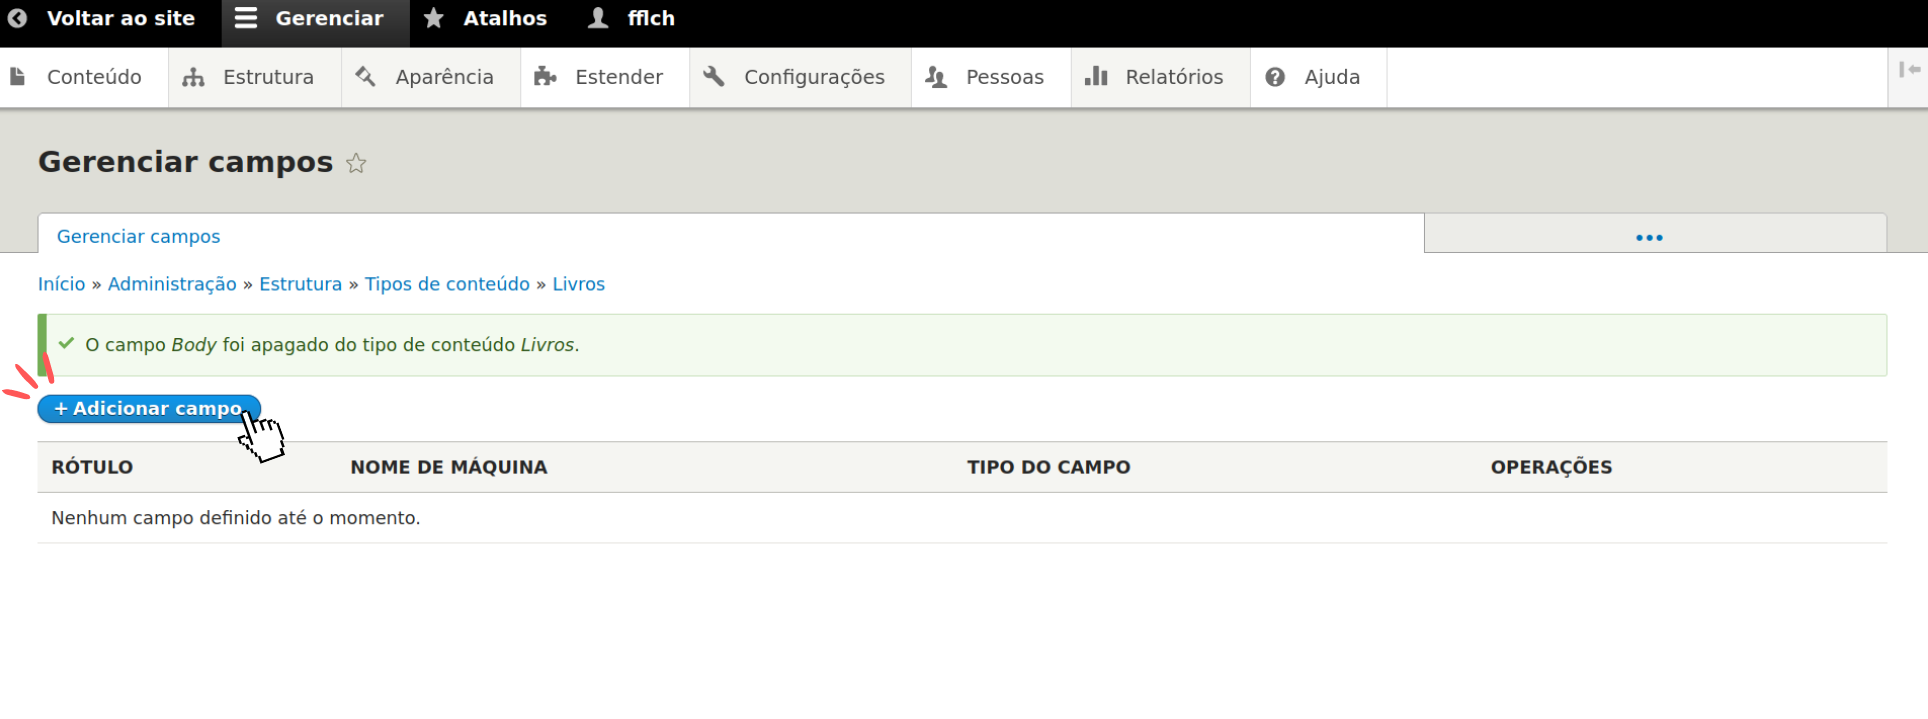 Voltar ao site Gerenciar Atalhos fflch
Conteúdo Estrutura Aparência Estender Configurações Pessoas Relatórios Ajuda
Gerenciar campos
Gerenciar campos •••
Início » Administração » Estrutura » Tipos de conteúdo » Livros
O campo Body foi apagado do tipo de conteúdo Livros.
+ Adicionar campo
RÓTULO NOME DE MÁQUINA TIPO DO CAMPO OPERAÇÕES
Nenhum campo definido até o momento.